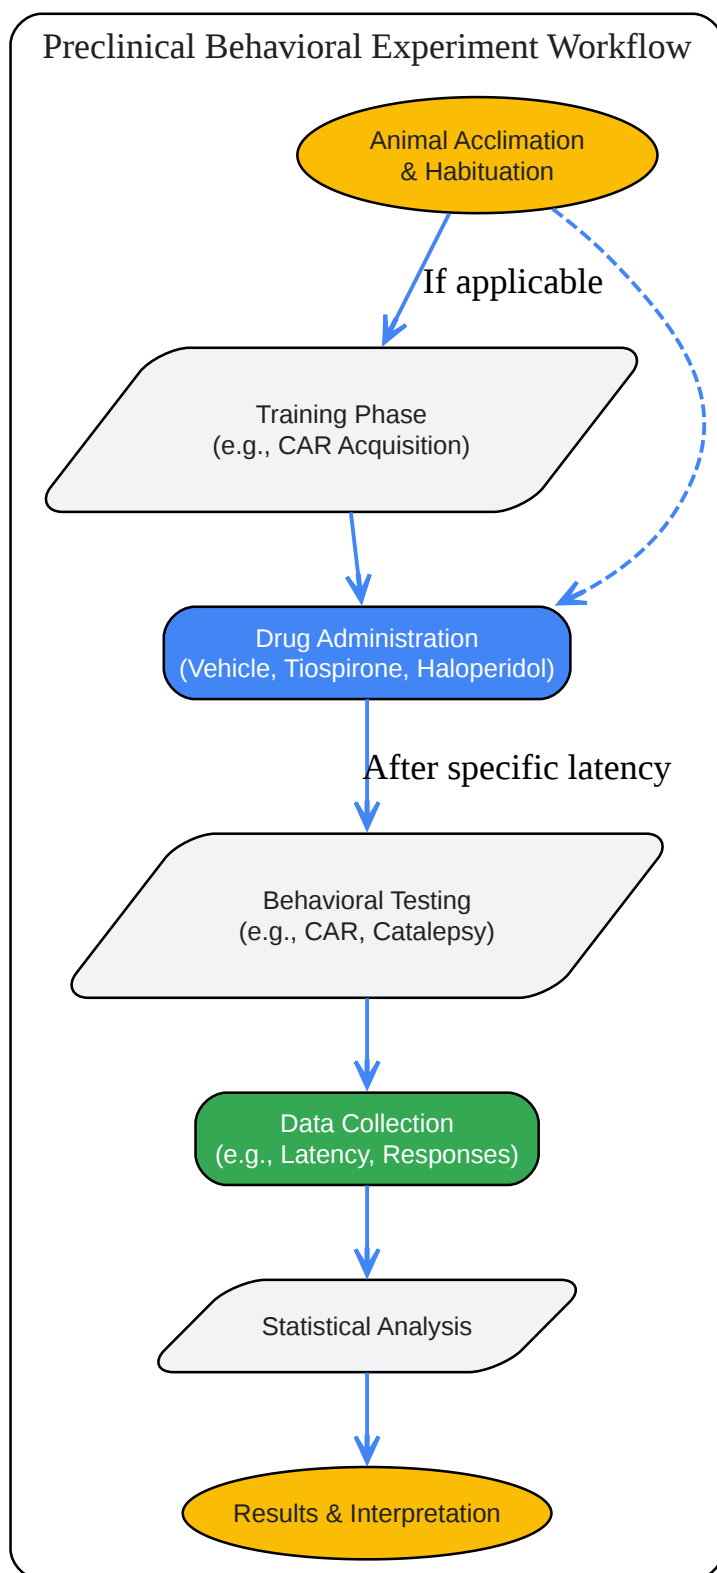 Preclinical Behavioral Experiment Workflow
Animal Acclimation
& Habituation
If applicable
Training Phase
(e.g., CAR Acquisition)
Drug Administration
(Vehicle, Tiospirone, Haloperidol)
After specific latency
Behavioral Testing
(e.g., CAR, Catalepsy)
Data Collection
(e.g., Latency, Responses)
Statistical Analysis
Results & Interpretation